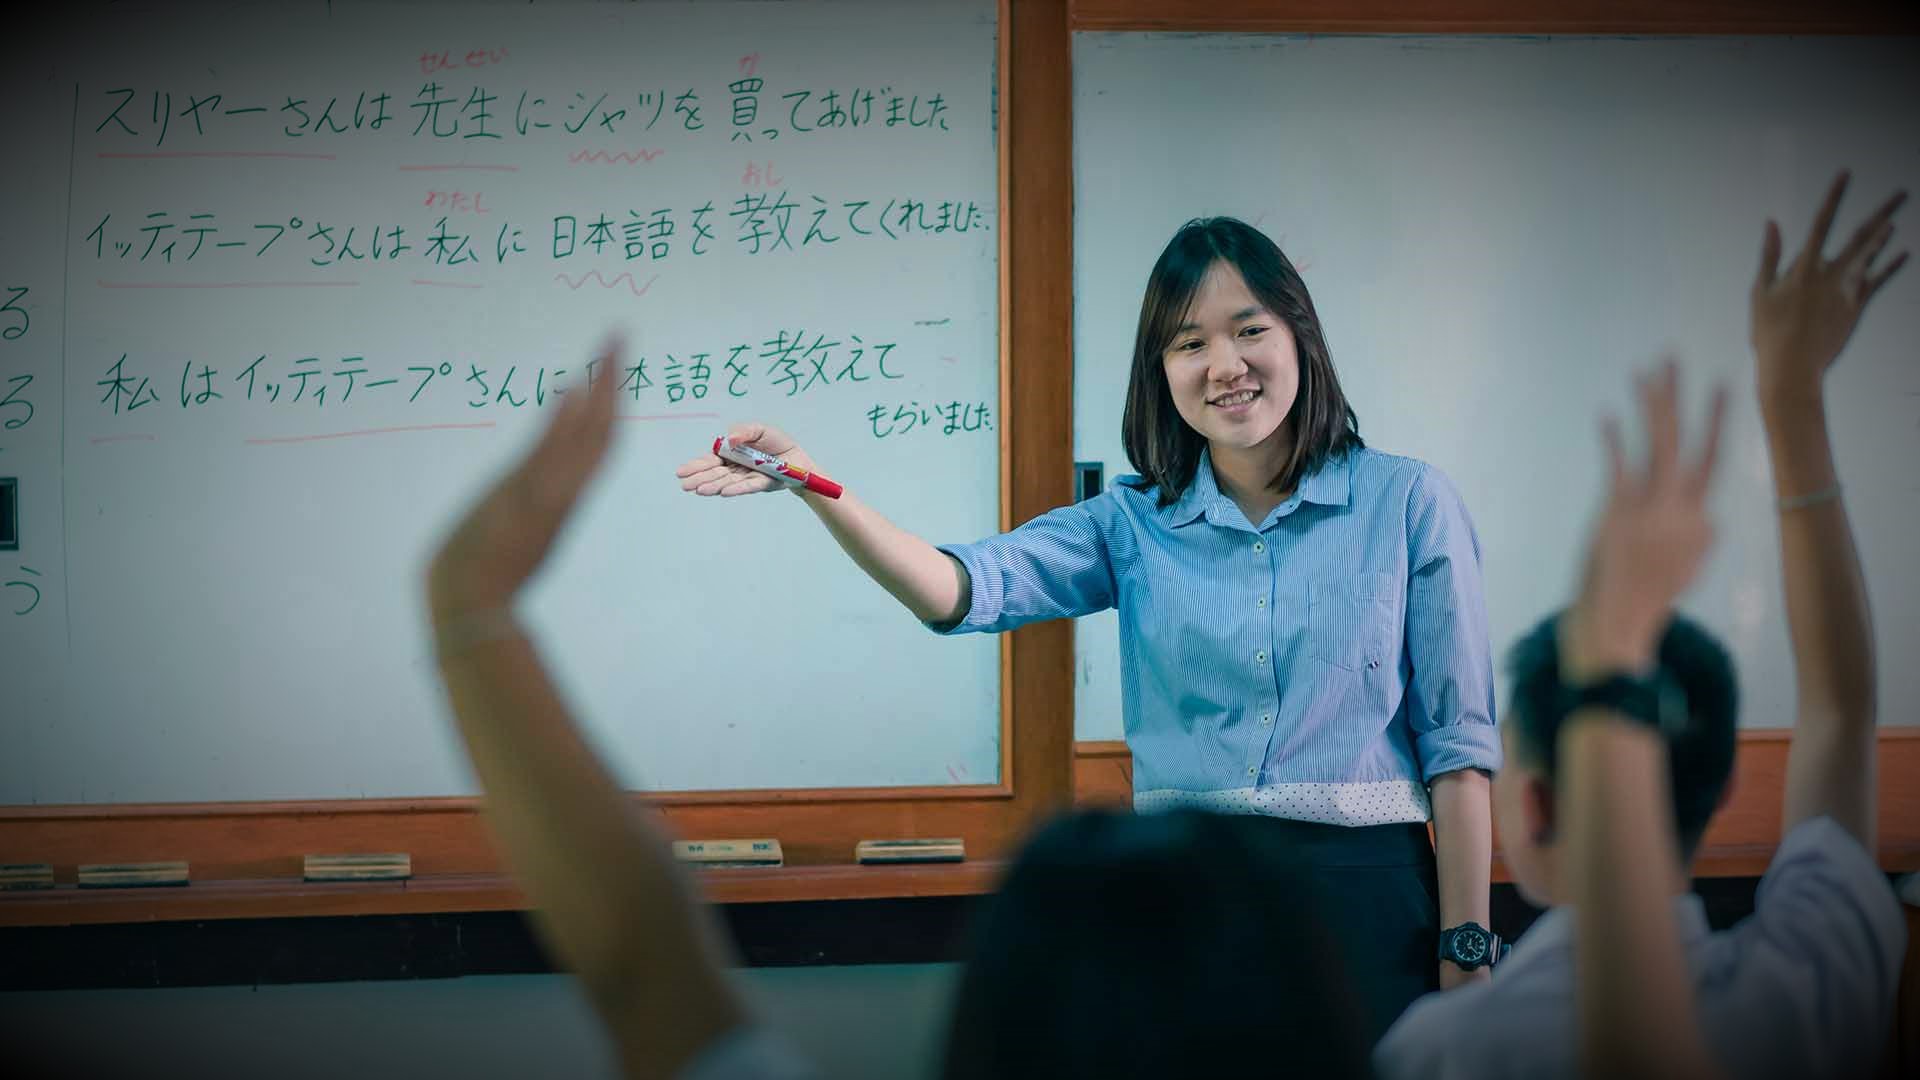 せんせい か
スリヤーさんは先生にシャツを買ってあげました
わたし おし
イッティテープさんは私に日本語を教えてくれました.
私はイッティテープさんに日本語を教えて
もらいました.
る
る
う